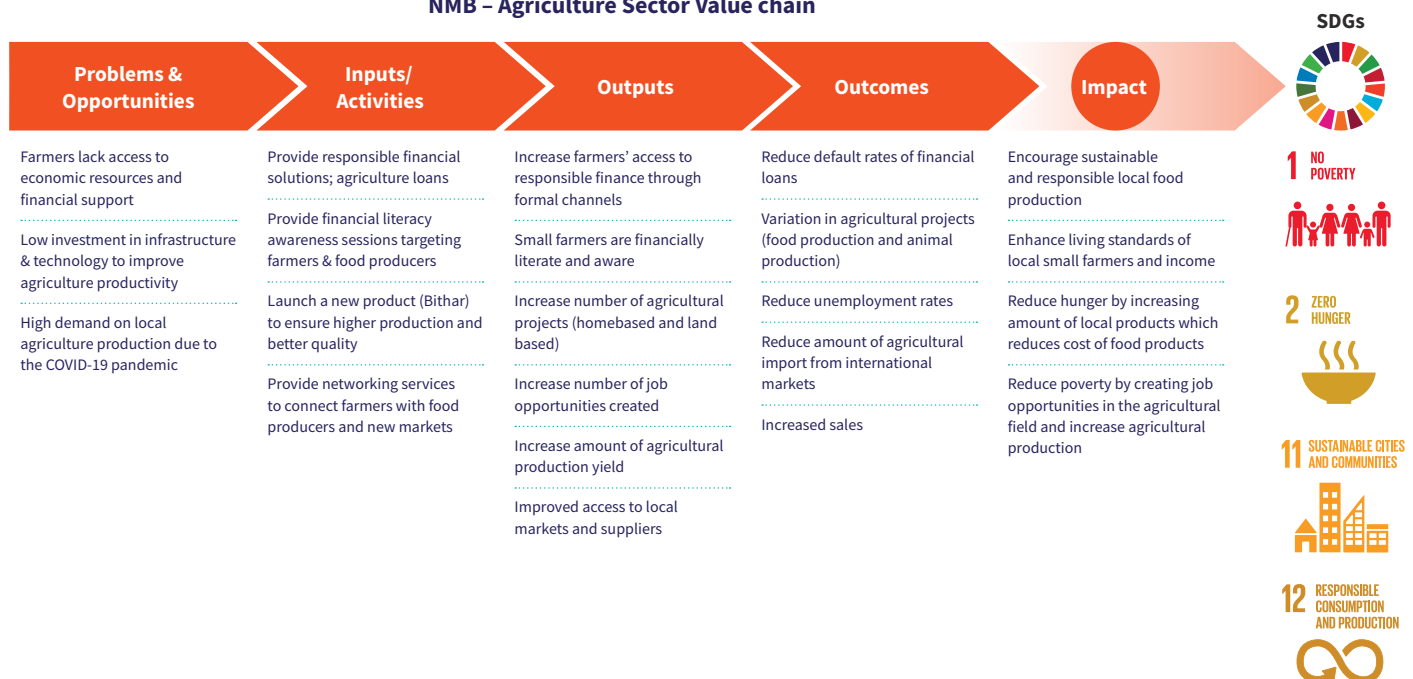 NMB – Agriculture Sector Value chain
SDGs
Problems &
Opportunities
Inputs/
Activities
Outputs
Outcomes
Impact
Farmers lack access to
economic resources and
financial support
Low investment in infrastructure
& technology to improve
agriculture productivity
High demand on local
agriculture production due to
the COVID-19 pandemic
Provide responsible financial
solutions; agriculture loans
Provide financial literacy
awareness sessions targeting
farmers & food producers
Launch a new product (Bithar)
to ensure higher production and
better quality
Provide networking services
to connect farmers with food
producers and new markets
Increase farmers’ access to
responsible finance through
formal channels
Small farmers are financially
literate and aware
Increase number of agricultural
projects (homebased and land
based)
Increase number of job
opportunities created
Increase amount of agricultural
production yield
Improved access to local
markets and suppliers
Reduce default rates of financial
loans
Variation in agricultural projects
(food production and animal
production)
Reduce unemployment rates
Reduce amount of agricultural
import from international
markets
Increased sales
Encourage sustainable
and responsible local food
production
Enhance living standards of
local small farmers and income
Reduce hunger by increasing
amount of local products which
reduces cost of food products
Reduce poverty by creating job
opportunities in the agricultural
field and increase agricultural
production
1 NO
POVERTY
2 ZERO
HUNGER
11 SUSTAINABLE CITIES
AND COMMUNITIES
12 RESPONSIBLE
CONSUMPTION
AND PRODUCTION